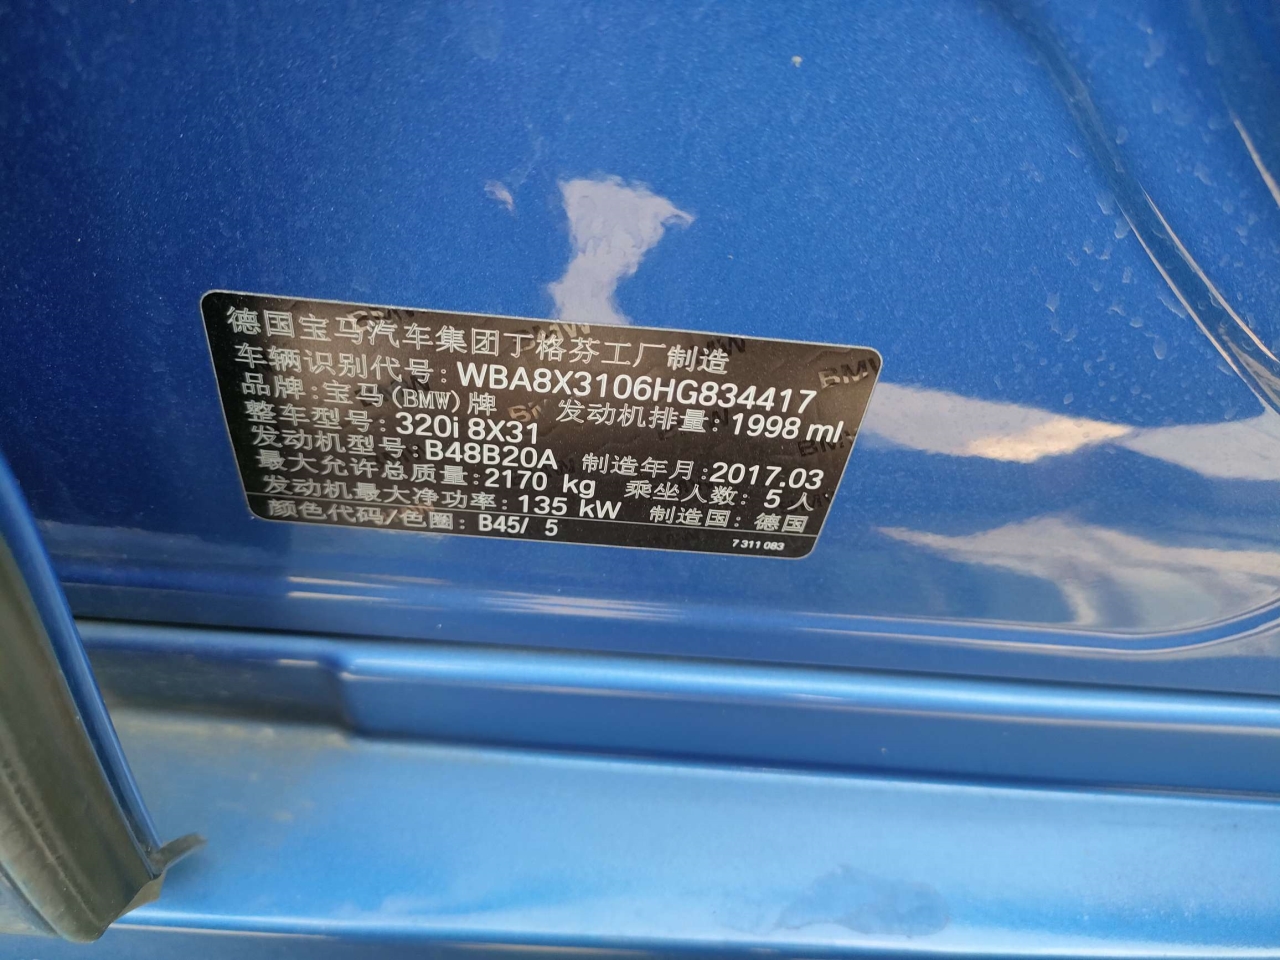 德国宝马汽车集团丁格芬工厂制造
车辆识别代号: WBA8X3106HG834417
品牌: 宝马(BMW)牌 发动机排量: 1998 ml
整车型号: 320i 8X31
发动机型号: B48B20A 制造年月: 2017.03
最大允许总质量: 2170 kg 乘坐人数: 5 人
发动机最大净功率: 135 kW 制造国: 德国
颜色代码/色圈: B45/ 5
7 311 083